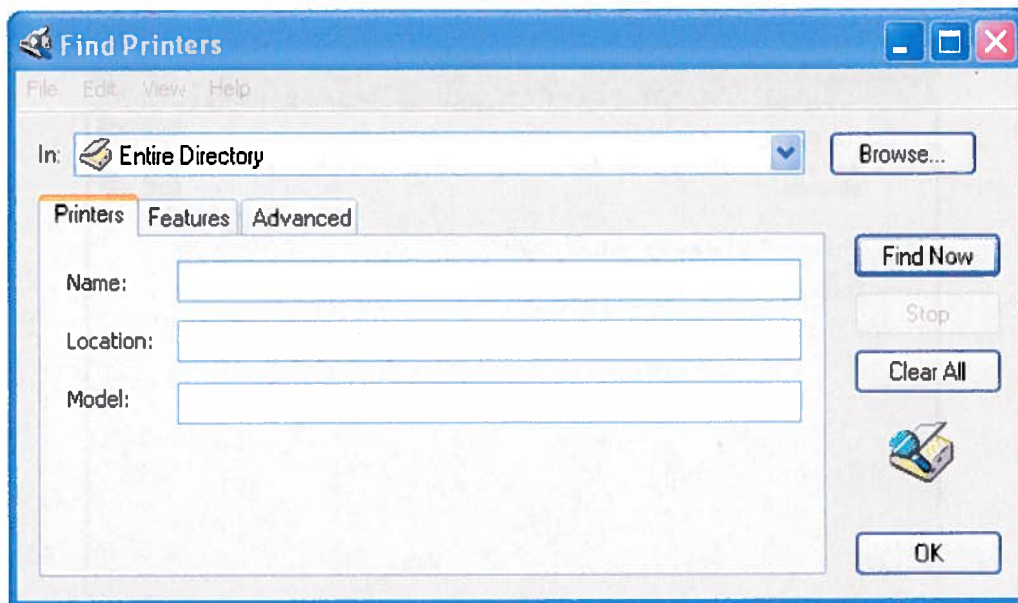 Find Printers
File Edit View Help
In: Entire Directory Browse...
Printers Features Advanced
Name:
Location:
Model:
Find Now
Stop
Clear All
OK